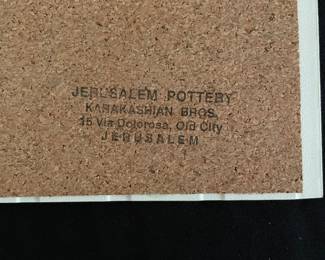 JERUSALEM POTTERY
KARAKASHIAN BROS.
15 Via Dolorosa, Old City
JERUSALEM